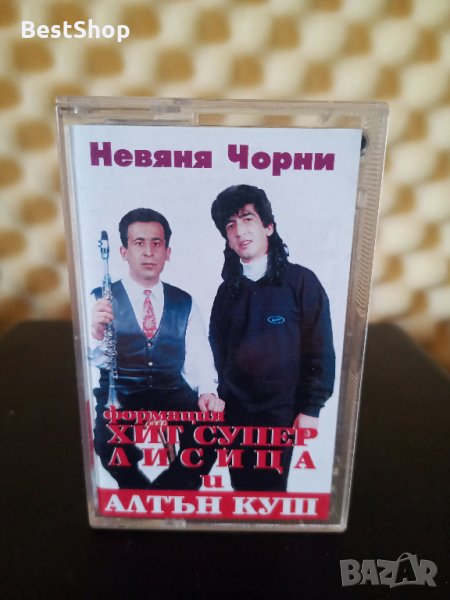 BestShop
Невяня Чорни
формация
ХИТ СУПЕР
ЛИСИЦА
и
АЛТЪН КУШ
BAZAR